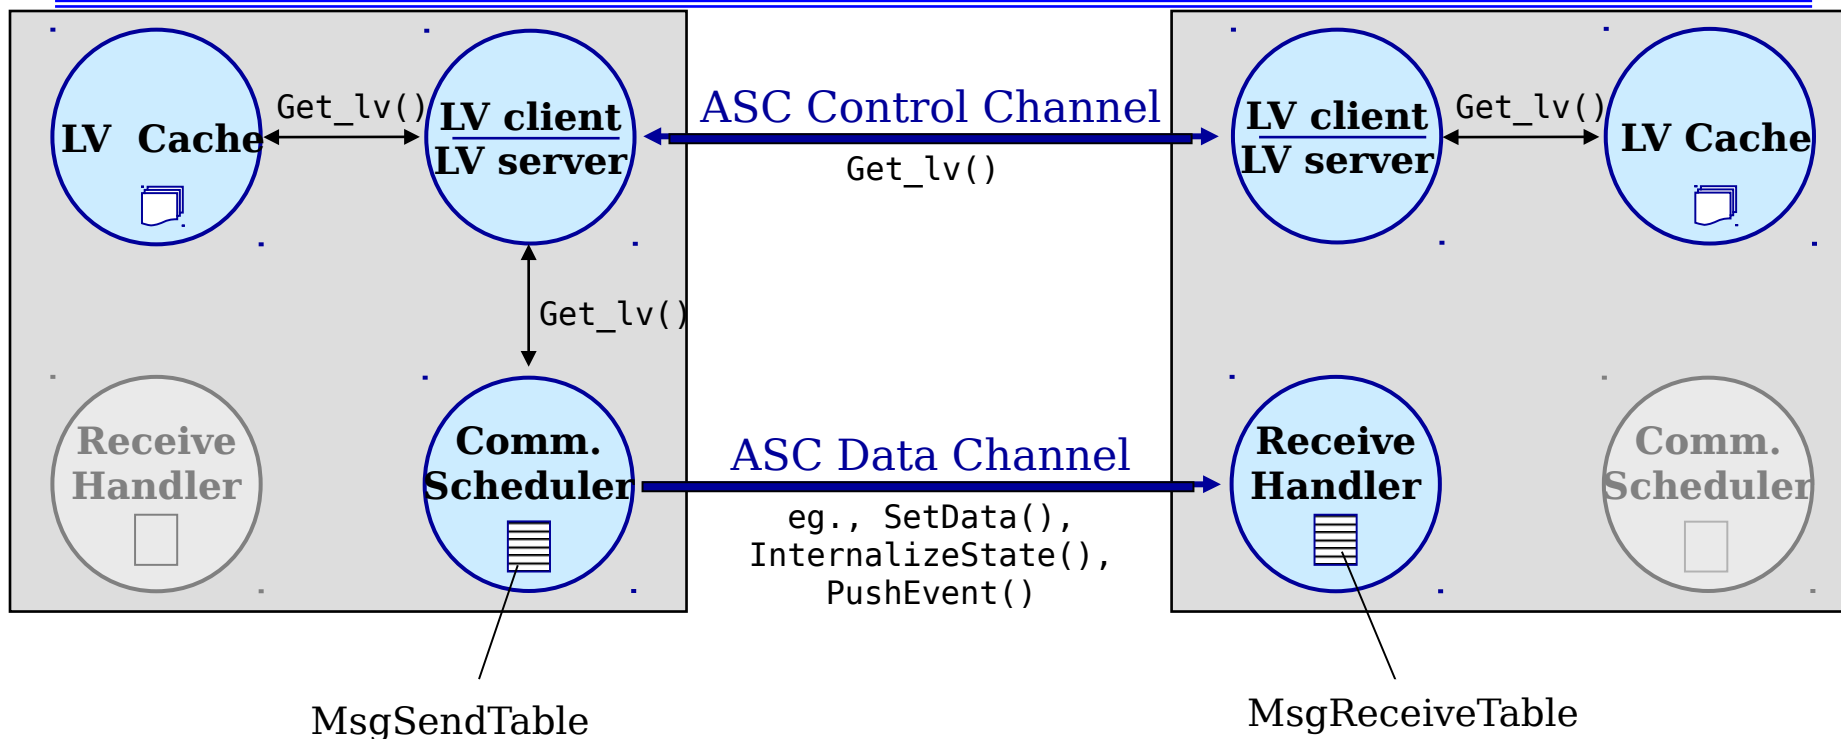 LV Cache
Get_lv()
LV client
LV server
ASC Control Channel
Get_lv()
LV client
LV server
Get_lv()
LV Cache
Get_lv()
Receive
Handler
Comm.
Scheduler
ASC Data Channel
eg., SetData(),
InternalizeState(),
PushEvent()
Receive
Handler
Comm.
Scheduler
MsgSendTable
MsgReceiveTable